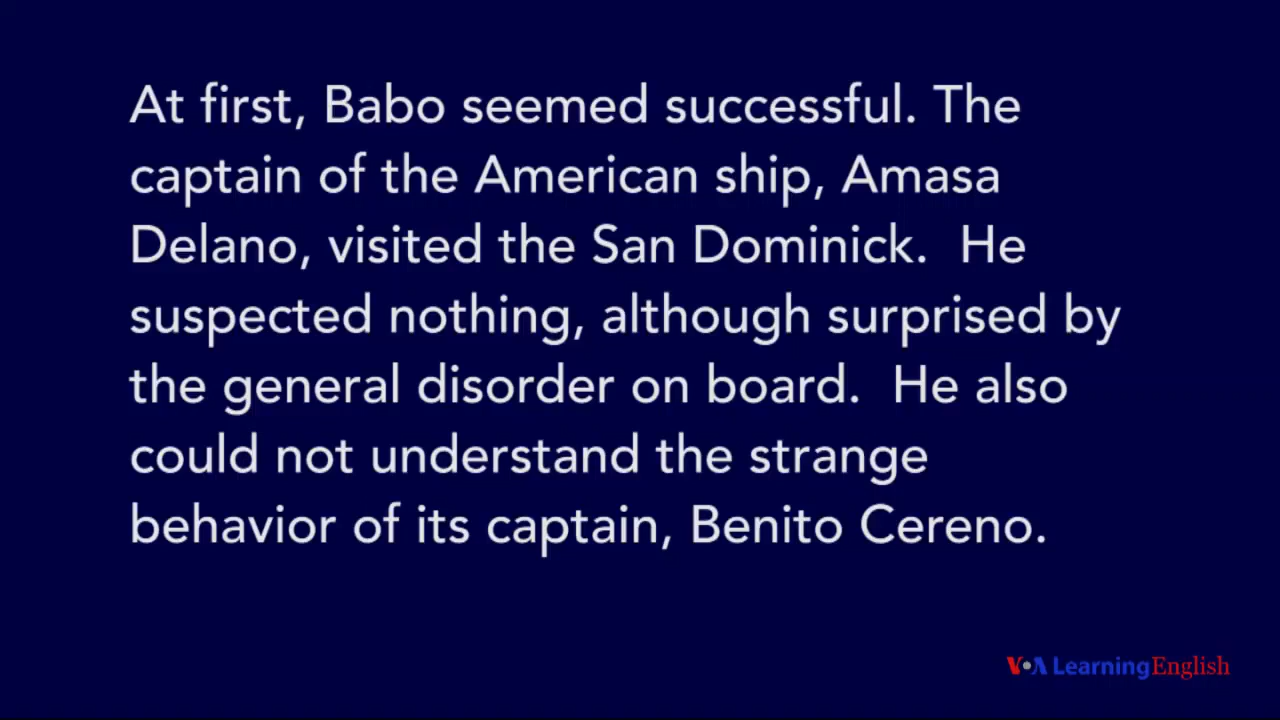 At first, Babo seemed successful. The
captain of the American ship, Amasa
Delano, visited the San Dominick.  He
suspected nothing, although surprised by
the general disorder on board.  He also
could not understand the strange
behavior of its captain, Benito Cereno.
VOA LearningEnglish